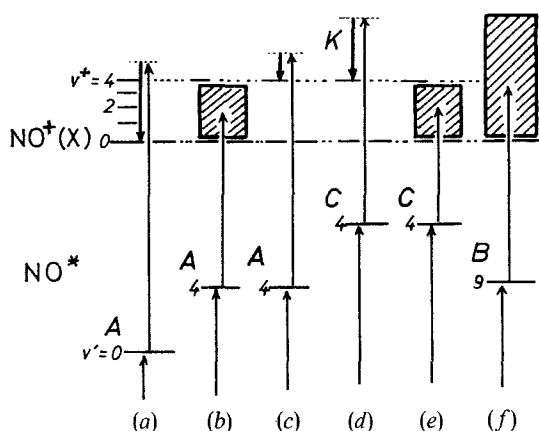 K
v⁺=4
2
NO⁺(X) 0
C C
4 4
NO*
A A B
4 4 9
A
v'=0
(a) (b) (c) (d) (e) (f)